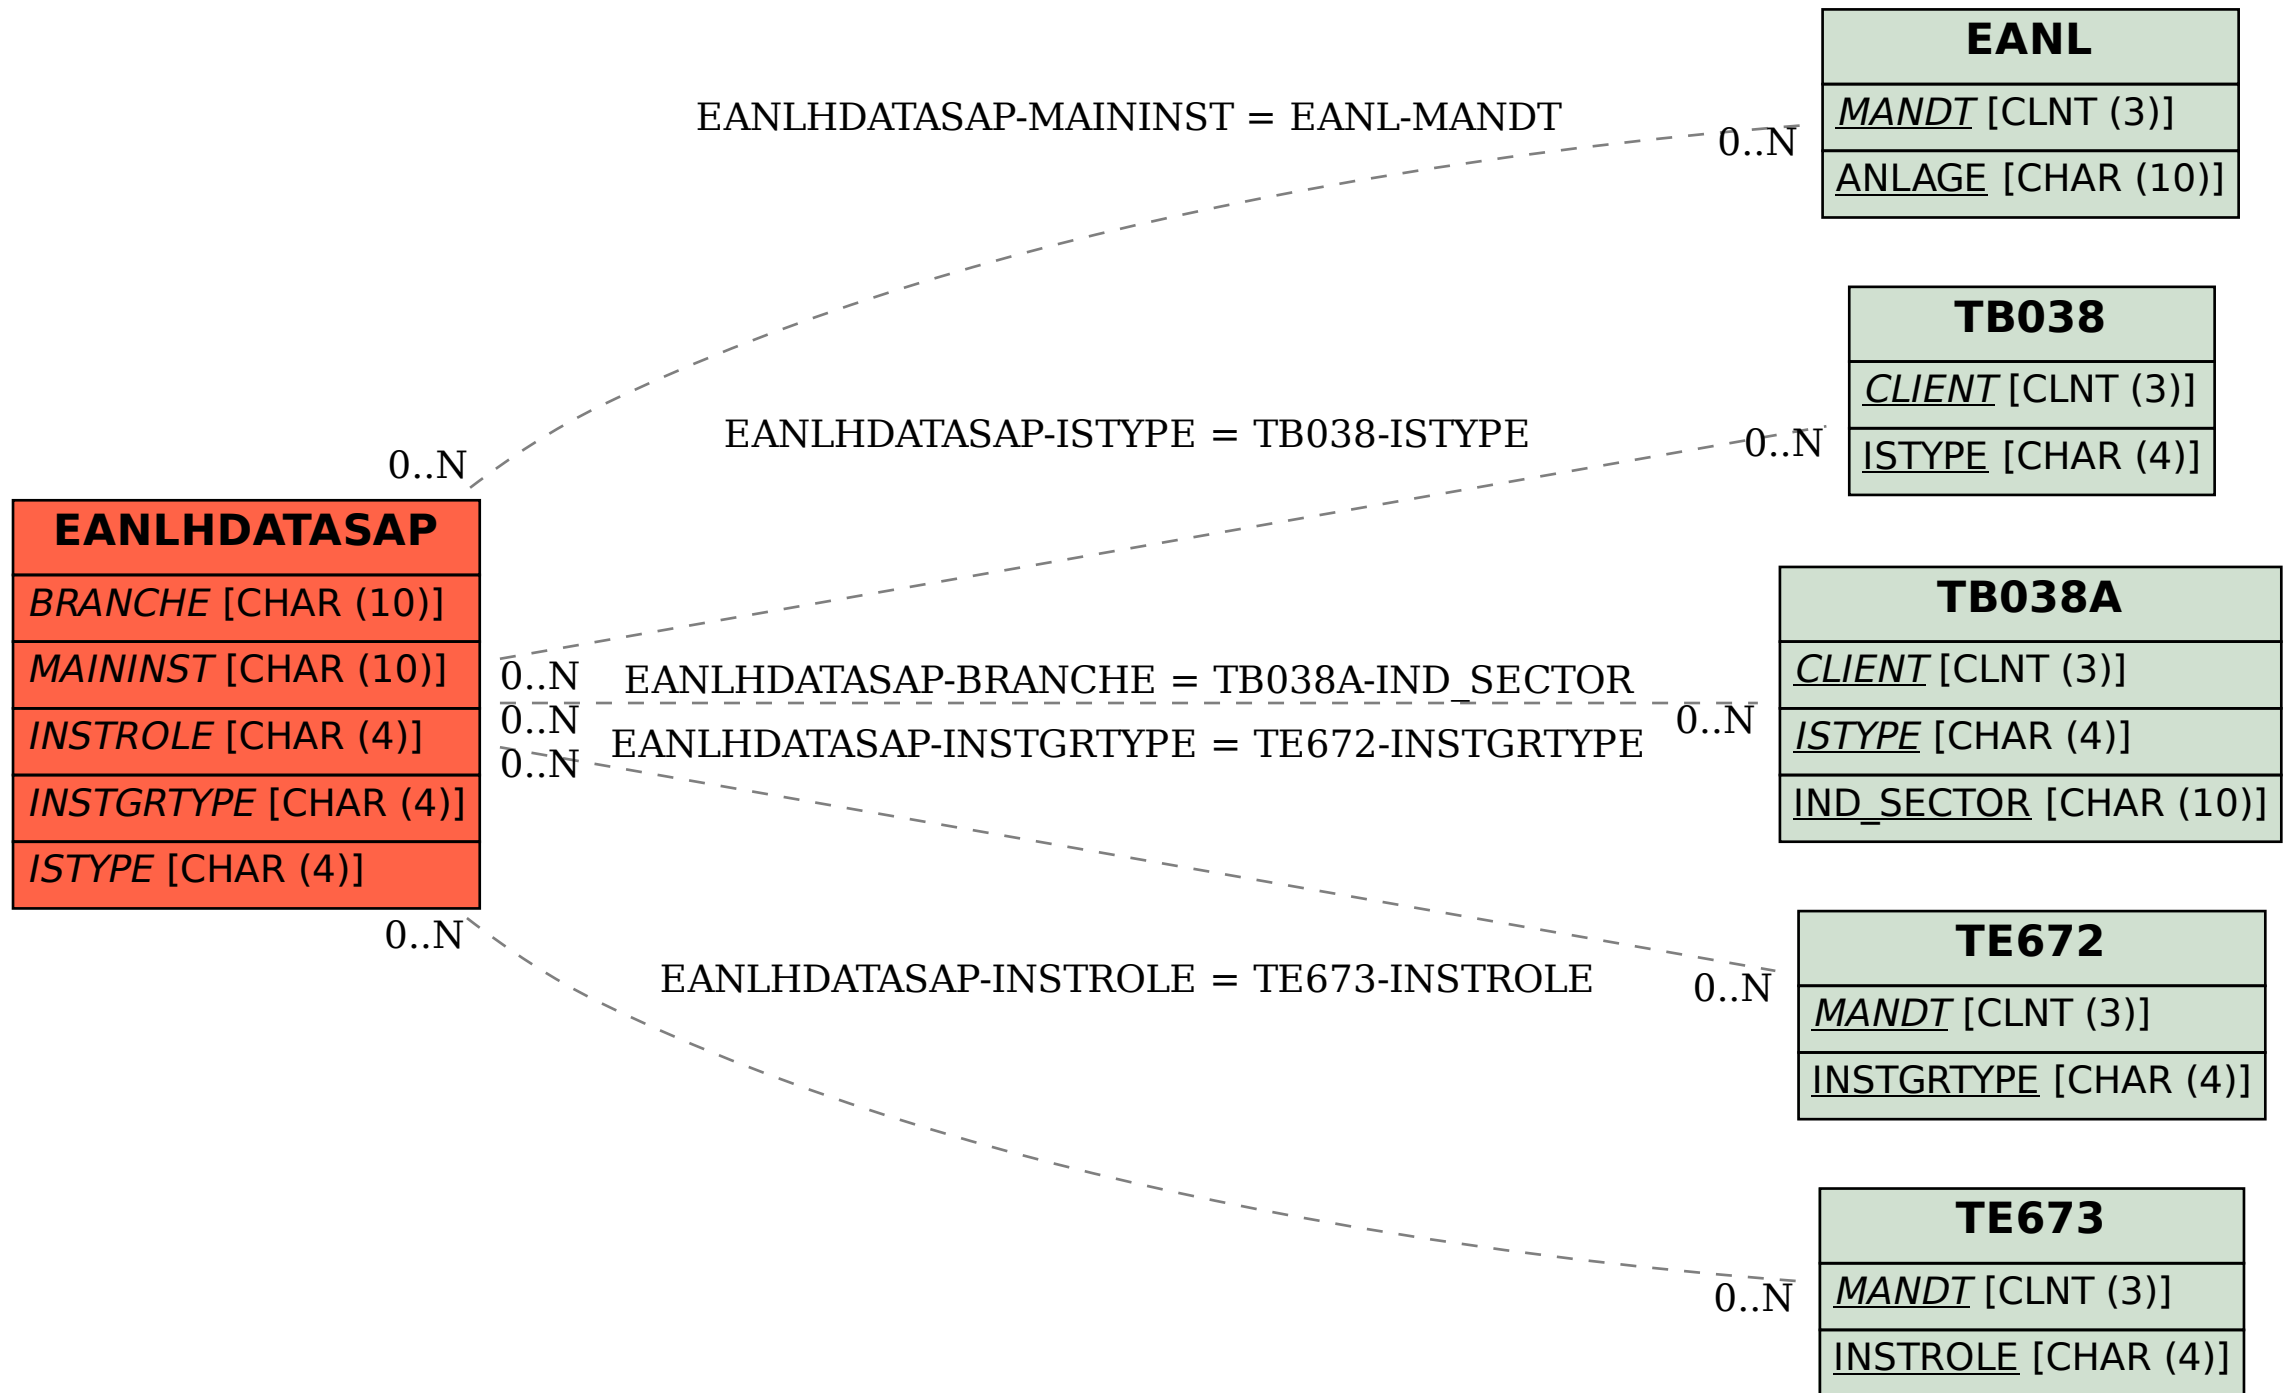 EANL
MANDT [CLNT (3)]
ANLAGE [CHAR (10)]
EANLHDATASAP-MAININST = EANL-MANDT
0..N
0..N
TB038
CLIENT [CLNT (3)]
ISTYPE [CHAR (4)]
EANLHDATASAP-ISTYPE = TB038-ISTYPE
0..N
0..N
EANLHDATASAP
BRANCHE [CHAR (10)]
MAININST [CHAR (10)]
INSTROLE [CHAR (4)]
INSTGRTYPE [CHAR (4)]
ISTYPE [CHAR (4)]
EANLHDATASAP-BRANCHE = TB038A-IND_SECTOR
0..N
0..N
TB038A
CLIENT [CLNT (3)]
ISTYPE [CHAR (4)]
IND_SECTOR [CHAR (10)]
EANLHDATASAP-INSTGRTYPE = TE672-INSTGRTYPE
0..N
0..N
TE672
MANDT [CLNT (3)]
INSTGRTYPE [CHAR (4)]
EANLHDATASAP-INSTROLE = TE673-INSTROLE
0..N
0..N
TE673
MANDT [CLNT (3)]
INSTROLE [CHAR (4)]